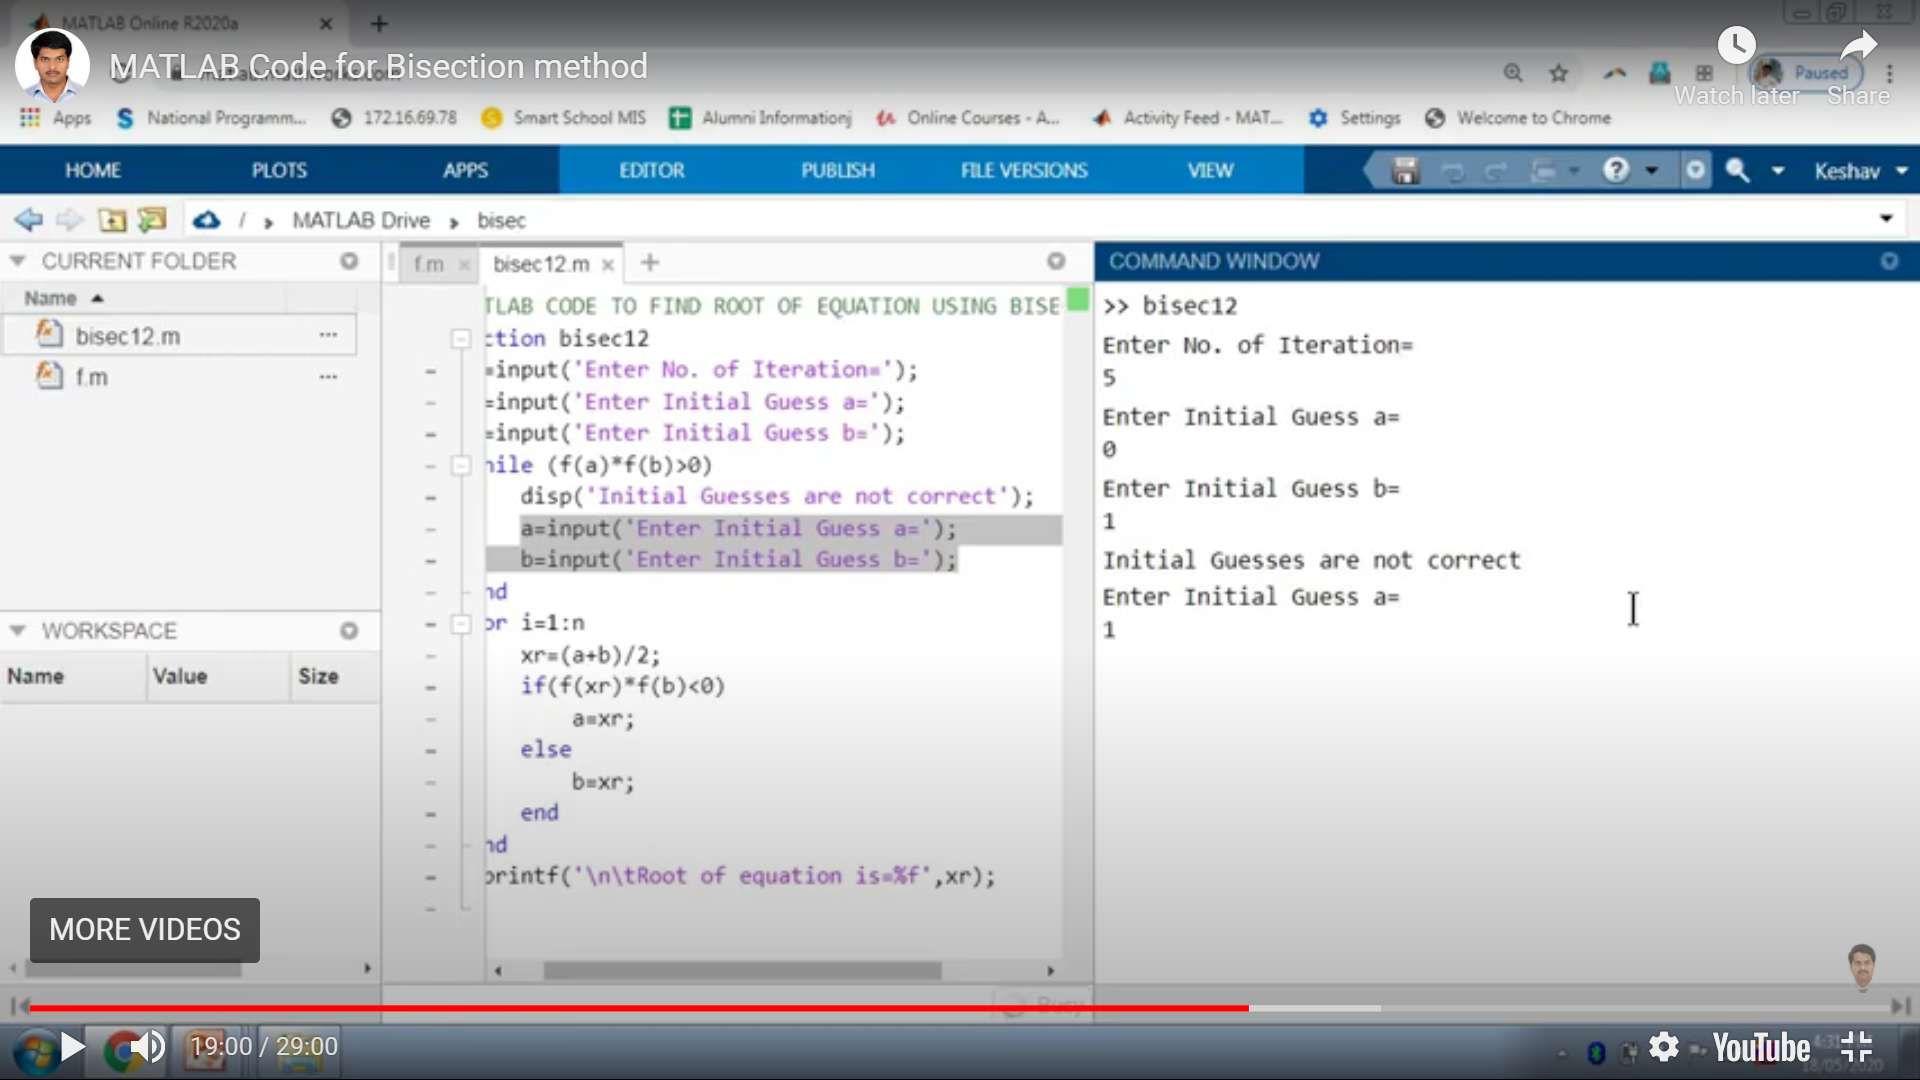 MATLAB Online R2020a
MATLAB Code for Bisection method
Paused
Watch later Share
Apps National Programm... 172.16.69.78 Smart School MIS Alumni Informationj Online Courses - A... Activity Feed - MAT... Settings Welcome to Chrome
HOME PLOTS APPS EDITOR PUBLISH FILE VERSIONS VIEW Keshav
/ › MATLAB Drive › bisec
CURRENT FOLDER
Name
bisec12.m ...
f.m ...
WORKSPACE
Name Value Size
f.m × bisec12.m × +
TLAB CODE TO FIND ROOT OF EQUATION USING BISE
ction bisec12
=input('Enter No. of Iteration=');
=input('Enter Initial Guess a=');
=input('Enter Initial Guess b=');
hile (f(a)*f(b)>0)
disp('Initial Guesses are not correct');
a=input('Enter Initial Guess a=');
b=input('Enter Initial Guess b=');
nd
or i=1:n
xr=(a+b)/2;
if(f(xr)*f(b)<0)
a=xr;
else
b=xr;
end
nd
printf('\n\tRoot of equation is=%f',xr);
COMMAND WINDOW
>> bisec12
Enter No. of Iteration=
5
Enter Initial Guess a=
0
Enter Initial Guess b=
1
Initial Guesses are not correct
Enter Initial Guess a=
1
MORE VIDEOS
Busy
19:00 / 29:00
YouTube
18/05/2020